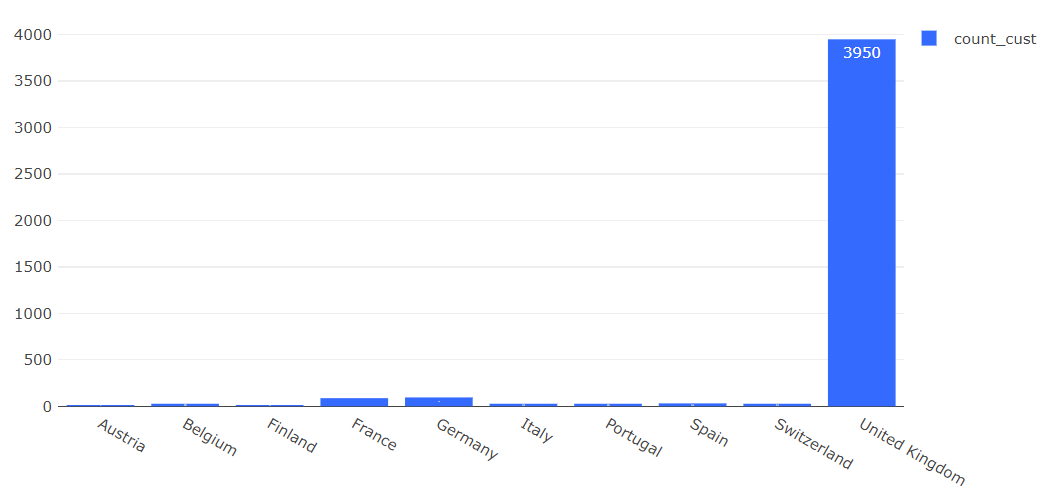 4000
3500
3000
2500
2000
1500
1000
500
0
3950
count_cust
Austria
Belgium
Finland
France
Germany
Italy
Portugal
Spain
Switzerland
United Kingdom